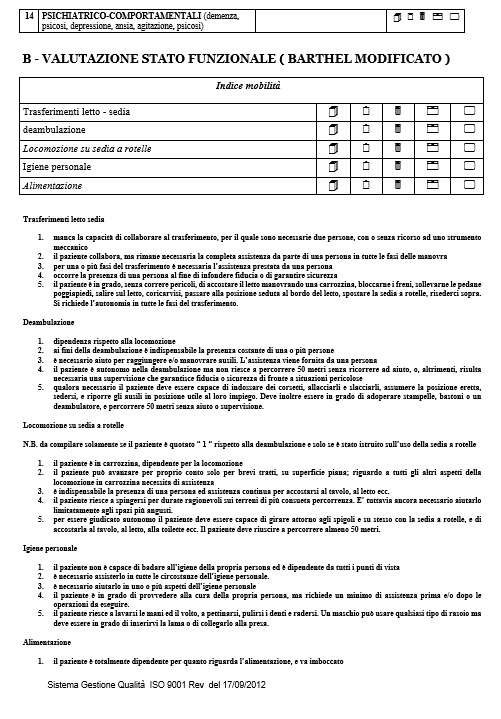 14 PSICHIATRICO-COMPORTAMENTALI (demenza,
psicosi, depressione, ansia, agitazione, psicosi)
B - VALUTAZIONE STATO FUNZIONALE ( BARTHEL MODIFICATO )
Indice mobilità
Trasferimenti letto - sedia
deambulazione
Locomozione su sedia a rotelle
Igiene personale
Alimentazione
Trasferimenti letto sedia
1. manca la capacità di collaborare al trasferimento, per il quale sono necessarie due persone, con o senza ricorso ad uno strumento
meccanico
2. il paziente collabora, ma rimane necessaria la completa assistenza da parte di una persona in tutte le fasi delle manovra
3. per una o più fasi del trasferimento è necessaria l'assistenza prestata da una persona
4. occorre la presenza di una persona al fine di infondere fiducia o di garantire sicurezza
5. il paziente è in grado, senza correre pericoli, di accostare il letto manovrando una carrozzina, bloccarne i freni, sollevarne le pedane
poggiapiedi, salire sul letto, coricarvisi, passare alla posizione seduta al bordo del letto, spostare la sedia a rotelle, risedersi sopra.
Si richiede l'autonomia in tutte le fasi del trasferimento.
Deambulazione
1. dipendenza rispetto alla locomozione
2. ai fini della deambulazione è indispensabile la presenza costante di una o più persone
3. è necessario aiuto per raggiungere e/o manovrare ausili. L'assistenza viene fornita da una persona
4. il paziente è autonomo nella deambulazione ma non riesce a percorrere 50 metri senza ricorrere ad aiuto, o, altrimenti, risulta
necessaria una supervisione che garantisce fiducia o sicurezza di fronte a situazioni pericolose
5. qualora necessario il paziente deve essere capace di indossare dei corsetti, allacciarli e slacciarli, assumere la posizione eretta,
sedersi, e riporre gli ausili in posizione utile al loro impiego. Deve inoltre essere in grado di adoperare stampelle, bastoni o un
deambulatore, e percorrere 50 metri senza aiuto o supervisione.
Locomozione su sedia a rotelle
N.B. da compilare solamente se il paziente è quotato “ 1 “ rispetto alla deambulazione e solo se è stato istruito sull'uso della sedia a rotelle
1. il paziente è in carrozzina, dipendente per la locomozione
2. il paziente può avanzare per proprio conto solo per brevi tratti, su superficie piana; riguardo a tutti gli altri aspetti della
locomozione in carrozzina necessita di assistenza
3. è indispensabile la presenza di una persona ed assistenza continua per accostarsi al tavolo, al letto ecc.
4. il paziente riesce a spingersi per durate ragionevoli sui terreni di più consueta percorrenza. E' tuttavia ancora necessario aiutarlo
limitatamente agli spazi più angusti.
5. per essere giudicato autonomo il paziente deve essere capace di girare attorno agli spigoli e su stesso con la sedia a rotelle, e di
accostarla al tavolo, al letto, alla toilette ecc. Il paziente deve riuscire a percorrere almeno 50 metri.
Igiene personale
1. il paziente non è capace di badare all'igiene della propria persona ed è dipendente da tutti i punti di vista
2. è necessario assisterlo in tutte le circostanze dell'igiene personale.
3. è necessario aiutarlo in uno o più aspetti dell'igiene personale
4. il paziente è in grado di provvedere alla cura della propria persona, ma richiede un minimo di assistenza prima e/o dopo le
operazioni da eseguire.
5. il paziente riesce a lavarsi le mani ed il volto, a pettinarsi, pulirsi i denti e radersi. Un maschio può usare qualsiasi tipo di rasoio ma
deve essere in grado di inserirvi la lama o di collegarlo alla presa.
Alimentazione
1. il paziente è totalmente dipendente per quanto riguarda l'alimentazione, e va imboccato
Sistema Gestione Qualità ISO 9001 Rev del 17/09/2012